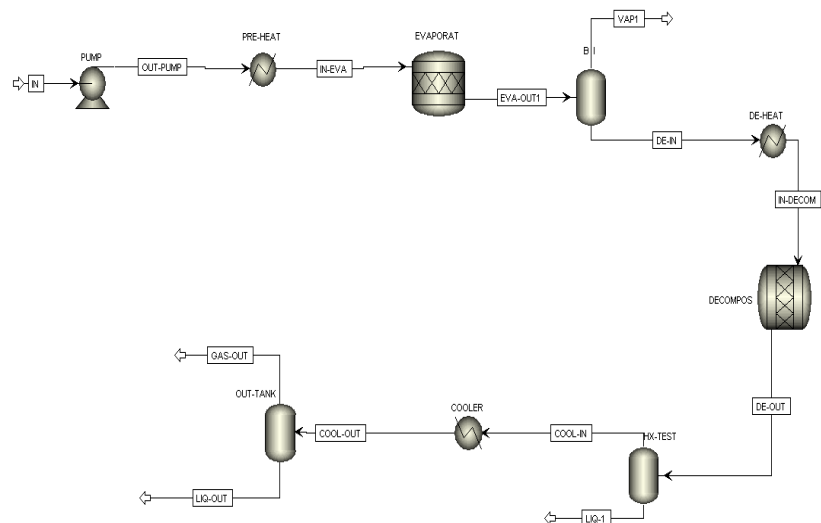 VAP1
EVAPORAT
PRE-HEAT
PUMP
B1
OUT-PUMP
IN-EVA
IN
EVA-OUT1
DE-HEAT
DE-IN
IN-DECOM
DECOMPOS
GAS-OUT
OUT-TANK
COOLER
DE-OUT
COOL-OUT
COOL-IN
HX-TEST
LIQ-OUT
LIQ-1